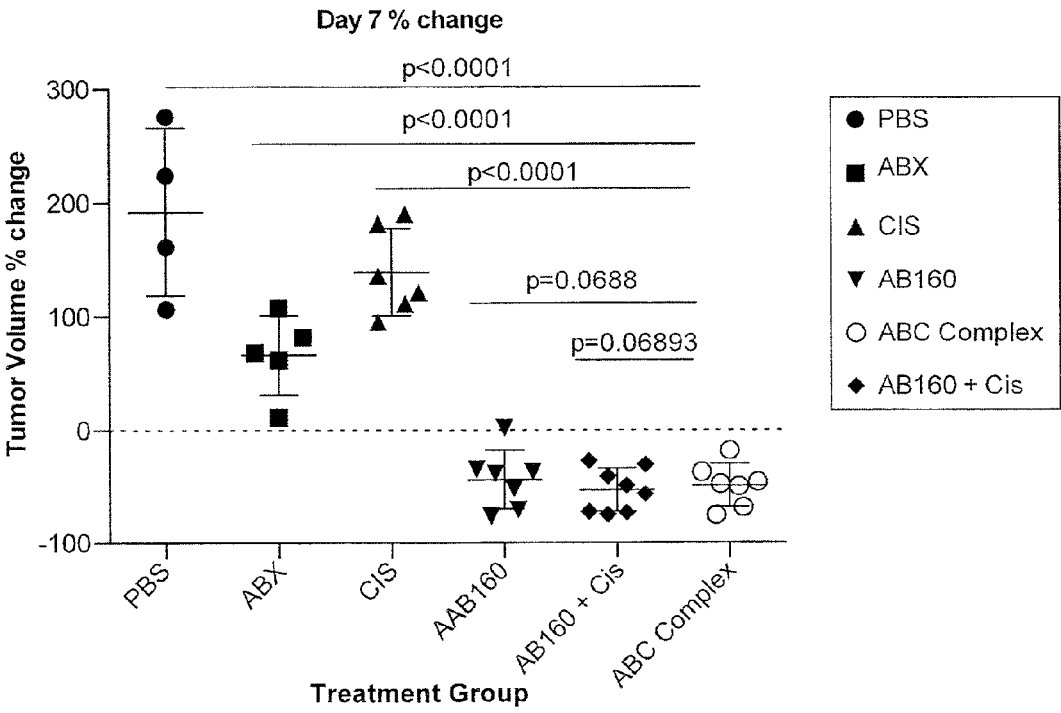 Day 7 % change
p<0.0001
p<0.0001
p<0.0001
p=0.0688
p=0.06893
300
200
100
0
-100
Tumor Volume % change
PBS
ABX
CIS
AAB160
AB160 + Cis
ABC Complex
Treatment Group
PBS
ABX
CIS
AB160
ABC Complex
AB160 + Cis